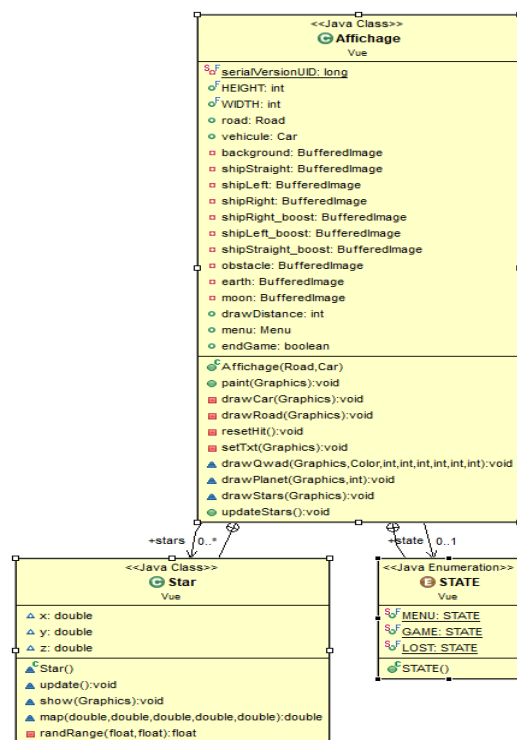 <<Java Class>>
Affichage
Vue
serialVersionUID: long
HEIGHT: int
WIDTH: int
road: Road
vehicule: Car
background: BufferedImage
shipStraight: BufferedImage
shipLeft: BufferedImage
shipRight: BufferedImage
shipRight_boost: BufferedImage
shipLeft_boost: BufferedImage
shipStraight_boost: BufferedImage
obstacle: BufferedImage
earth: BufferedImage
moon: BufferedImage
drawDistance: int
menu: Menu
endGame: boolean
Affichage(Road,Car)
paint(Graphics):void
drawCar(Graphics):void
drawRoad(Graphics):void
resetHit():void
setTxt(Graphics):void
drawQwad(Graphics,Color,int,int,int,int,int,int):void
drawPlanet(Graphics,int):void
drawStars(Graphics):void
updateStars():void
+stars 0..*
+state 0..1
<<Java Class>>
Star
Vue
x: double
y: double
z: double
Star()
update():void
show(Graphics):void
map(double,double,double,double,double):double
randRange(float,float):float
<<Java Enumeration>>
STATE
Vue
MENU: STATE
GAME: STATE
LOST: STATE
STATE()